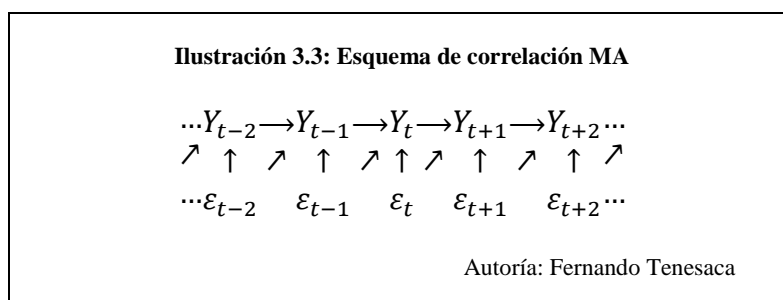 Ilustración 3.3: Esquema de correlación MA
...Y_{t−2}→Y_{t−1}→Y_t→Y_{t+1}→Y_{t+2}...
↗ ↑ ↗ ↑ ↗ ↑ ↗ ↑ ↗ ↑ ↗
...ε_{t−2} ε_{t−1} ε_t ε_{t+1} ε_{t+2}...
Autoría: Fernando Tenesaca